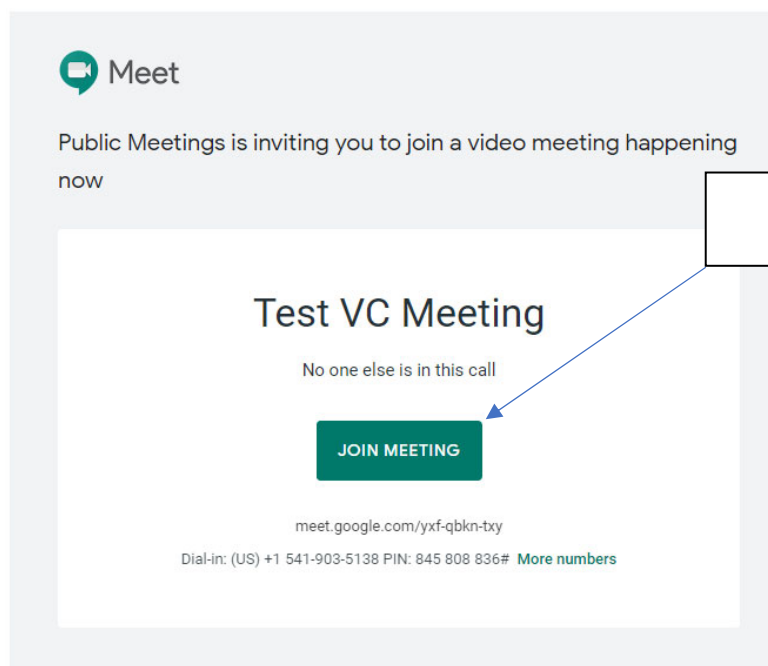 Meet
Public Meetings is inviting you to join a video meeting happening
now
Test VC Meeting
No one else is in this call
JOIN MEETING
meet.google.com/yxf-qbkn-txy
Dial-in: (US) +1 541-903-5138 PIN: 845 808 836# More numbers